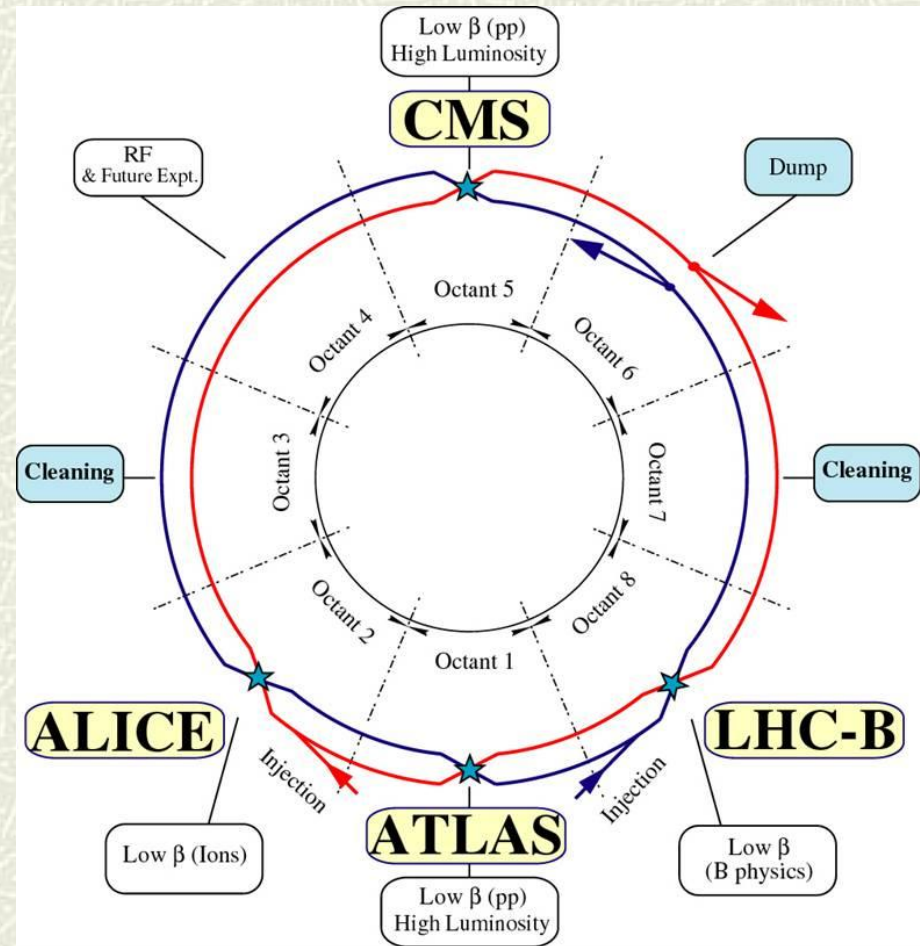 Low β (pp)
High Luminosity
CMS
RF
& Future Expt.
Dump
Octant 5
Octant 4
Octant 6
Cleaning
Octant 3
Octant 7
Cleaning
Octant 2
Octant 8
Octant 1
ALICE
LHC-B
Injection
Injection
ATLAS
Low β (Ions)
Low β
(B physics)
Low β (pp)
High Luminosity